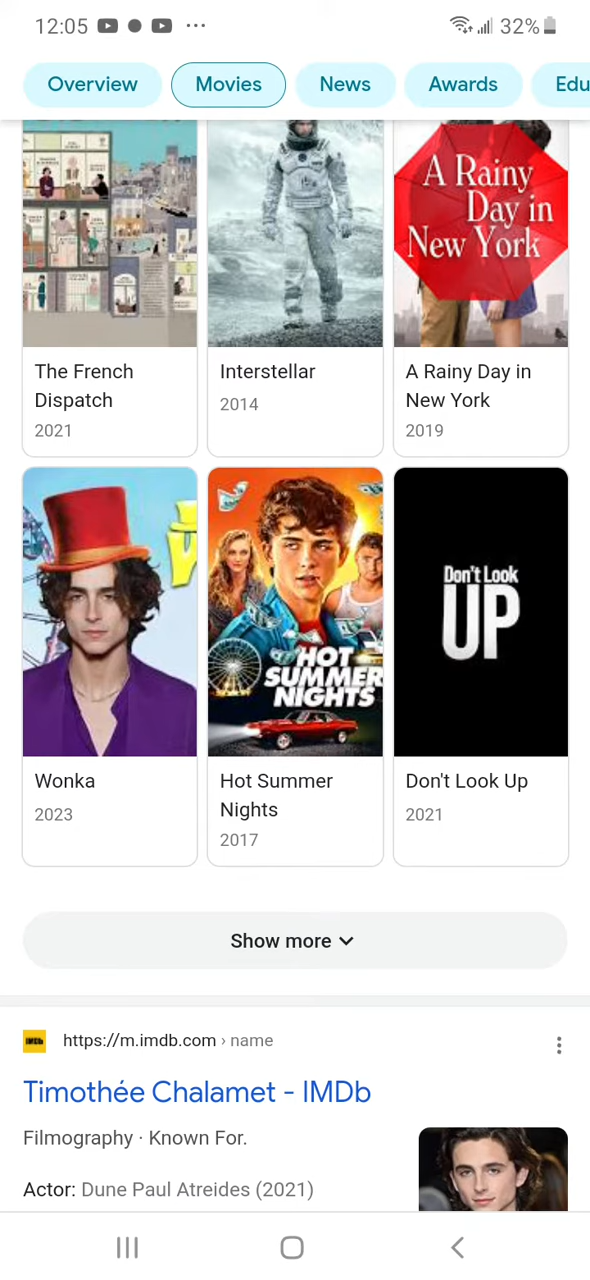 12:05 ... 32%
Overview Movies News Awards Edu
A Rainy
Day in
New York
The French
Dispatch
2021
Interstellar
2014
A Rainy Day in
New York
2019
HOT
SUMMER
NIGHTS
Don't Look
UP
Wonka
2023
Hot Summer
Nights
2017
Don't Look Up
2021
Show more
IMDb https://m.imdb.com › name
Timothée Chalamet - IMDb
Filmography · Known For.
Actor: Dune Paul Atreides (2021)